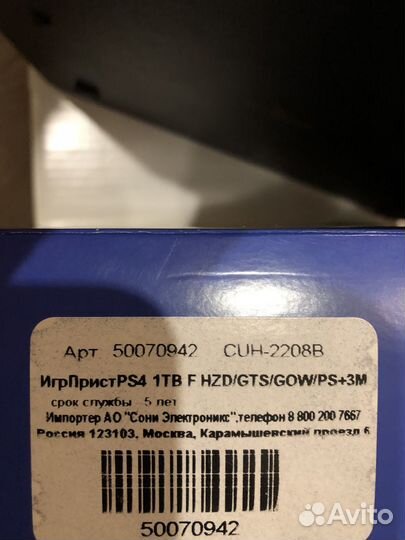 Арт 50070942 CUH-2208B
ИгрПристPS4 1TB F HZD/GTS/GOW/PS+3M
срок службы - 5 лет
Импортер АО "Сони Электроникс",телефон 8 800 200 7667
Россия 123103, Москва, Карамышевский проезд 6
50070942
Avito